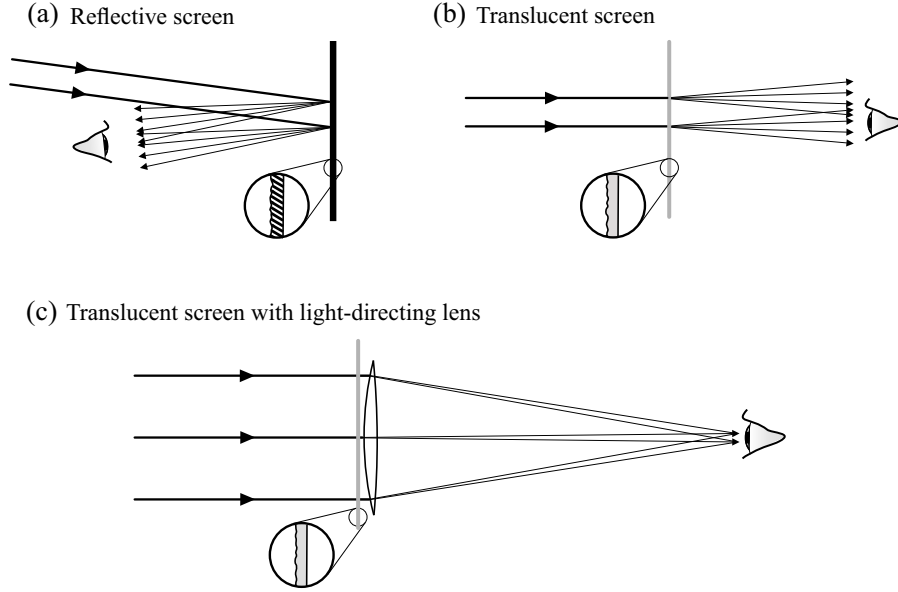 (a) Reflective screen
(b) Translucent screen
(c) Translucent screen with light-directing lens